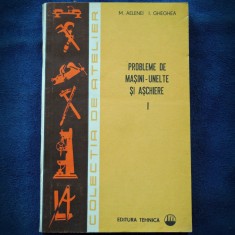 M. AELENEI I. GHEGHEA
PROBLEME DE
MAȘINI-UNELTE
ȘI AȘCHIERE
I
COLECȚIA DE ATELIER
EDITURA TEHNICĂ